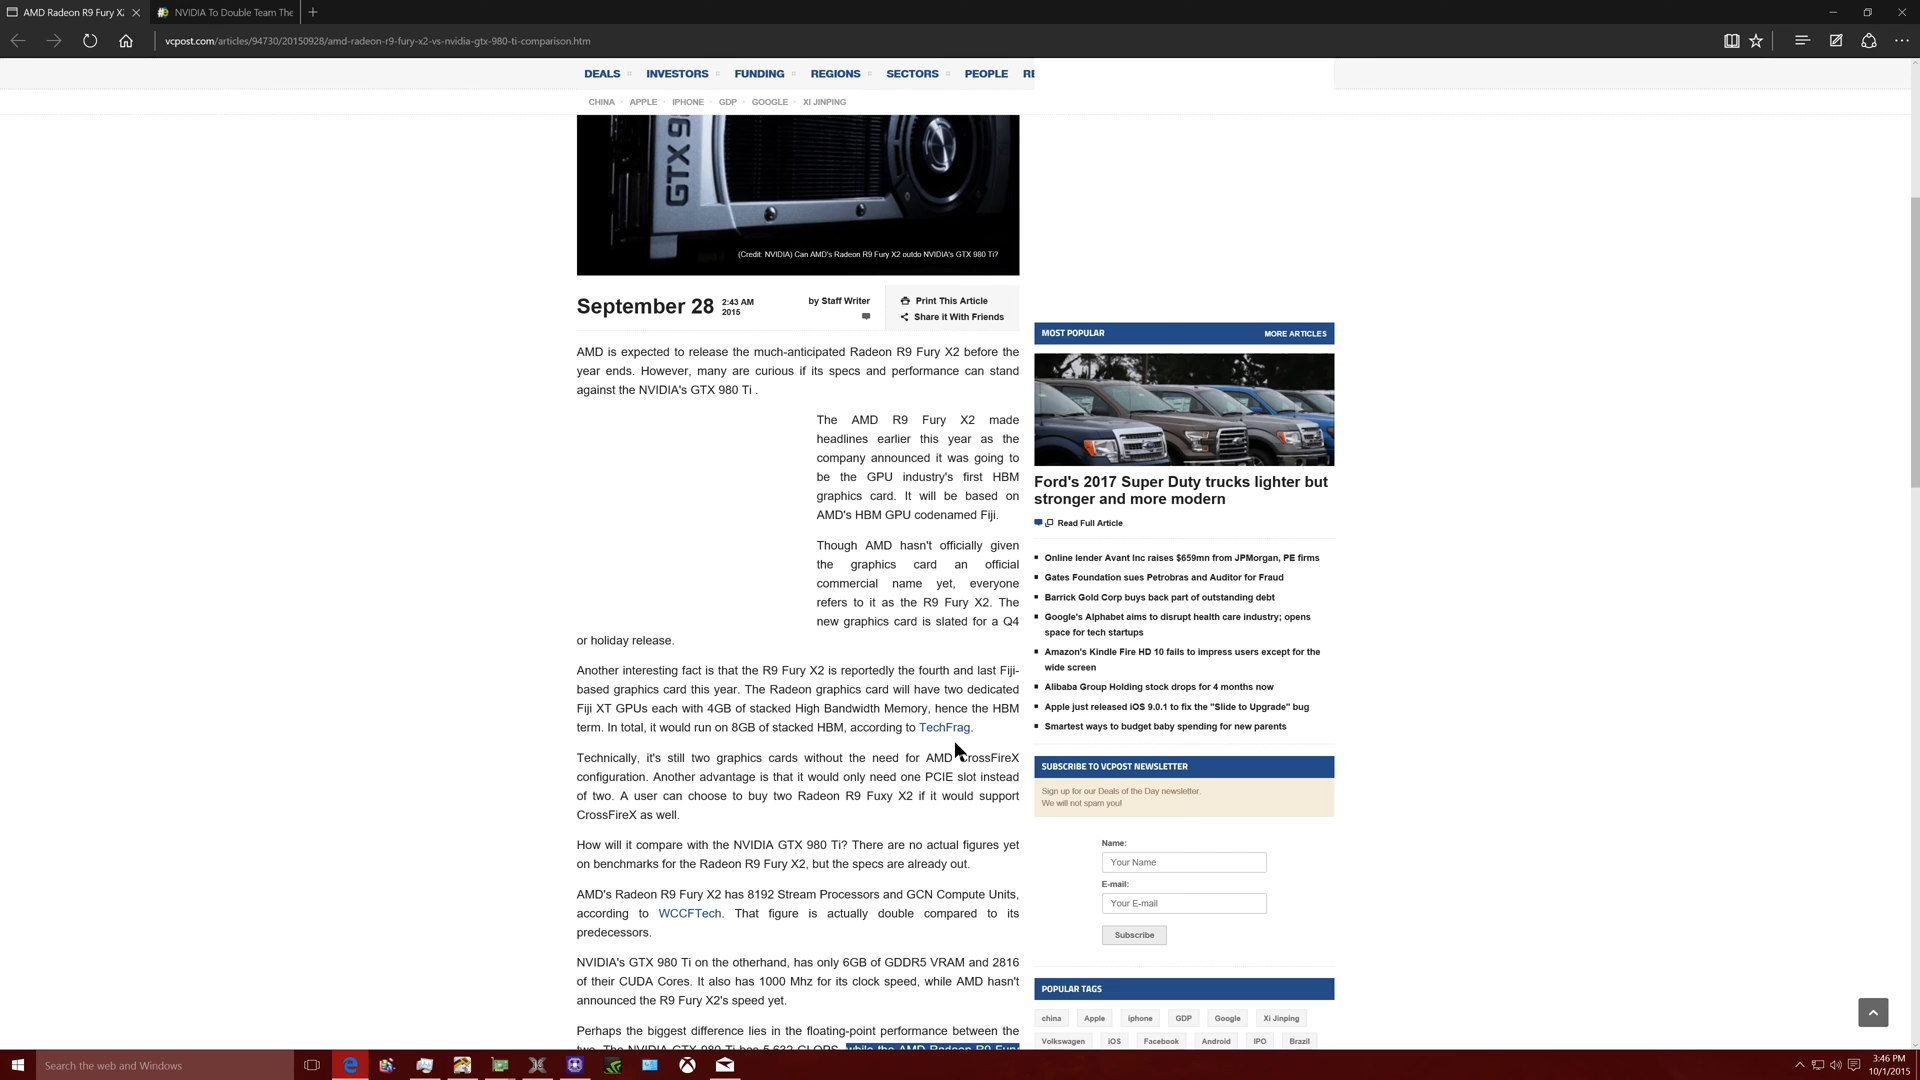 AMD Radeon R9 Fury X2
NVIDIA To Double Team The
vcpost.com/articles/94730/20150928/amd-radeon-r9-fury-x2-vs-nvidia-gtx-980-ti-comparison.htm
DEALS INVESTORS FUNDING REGIONS SECTORS PEOPLE RE
CHINA APPLE IPHONE GDP GOOGLE XI JINPING
GTX 98
(Credit: NVIDIA) Can AMD's Radeon R9 Fury X2 outdo NVIDIA's GTX 980 Ti?
September 28 2:43 AM
2015
by Staff Writer
Print This Article
Share it With Friends
AMD is expected to release the much-anticipated Radeon R9 Fury X2 before the
year ends. However, many are curious if its specs and performance can stand
against the NVIDIA's GTX 980 Ti .
The AMD R9 Fury X2 made
headlines earlier this year as the
company announced it was going to
be the GPU industry's first HBM
graphics card. It will be based on
AMD's HBM GPU codenamed Fiji.
Though AMD hasn't officially given
the graphics card an official
commercial name yet, everyone
refers to it as the R9 Fury X2. The
new graphics card is slated for a Q4
or holiday release.
Another interesting fact is that the R9 Fury X2 is reportedly the fourth and last Fiji-
based graphics card this year. The Radeon graphics card will have two dedicated
Fiji XT GPUs each with 4GB of stacked High Bandwidth Memory, hence the HBM
term. In total, it would run on 8GB of stacked HBM, according to TechFrag.
Technically, it's still two graphics cards without the need for AMD CrossFireX
configuration. Another advantage is that it would only need one PCIE slot instead
of two. A user can choose to buy two Radeon R9 Fuxy X2 if it would support
CrossFireX as well.
How will it compare with the NVIDIA GTX 980 Ti? There are no actual figures yet
on benchmarks for the Radeon R9 Fury X2, but the specs are already out.
AMD's Radeon R9 Fury X2 has 8192 Stream Processors and GCN Compute Units,
according to WCCFTech. That figure is actually double compared to its
predecessors.
NVIDIA's GTX 980 Ti on the otherhand, has only 6GB of GDDR5 VRAM and 2816
of their CUDA Cores. It also has 1000 Mhz for its clock speed, while AMD hasn't
announced the R9 Fury X2's speed yet.
Perhaps the biggest difference lies in the floating-point performance between the
two. The NVIDIA GTX 980 Ti has 5,632 GLOPS, while the AMD Radeon R9 Fury
MOST POPULAR MORE ARTICLES
Ford's 2017 Super Duty trucks lighter but
stronger and more modern
Read Full Article
Online lender Avant Inc raises $659mn from JPMorgan, PE firms
Gates Foundation sues Petrobras and Auditor for Fraud
Barrick Gold Corp buys back part of outstanding debt
Google's Alphabet aims to disrupt health care industry; opens
space for tech startups
Amazon's Kindle Fire HD 10 fails to impress users except for the
wide screen
Alibaba Group Holding stock drops for 4 months now
Apple just released iOS 9.0.1 to fix the "Slide to Upgrade" bug
Smartest ways to budget baby spending for new parents
SUBSCRIBE TO VCPOST NEWSLETTER
Sign up for our Deals of the Day newsletter.
We will not spam you!
Name:
Your Name
E-mail:
Your E-mail
Subscribe
POPULAR TAGS
china Apple iphone GDP Google Xi Jinping
Volkswagen iOS Facebook Android IPO Brazil
Search the web and Windows
3:46 PM
10/1/2015